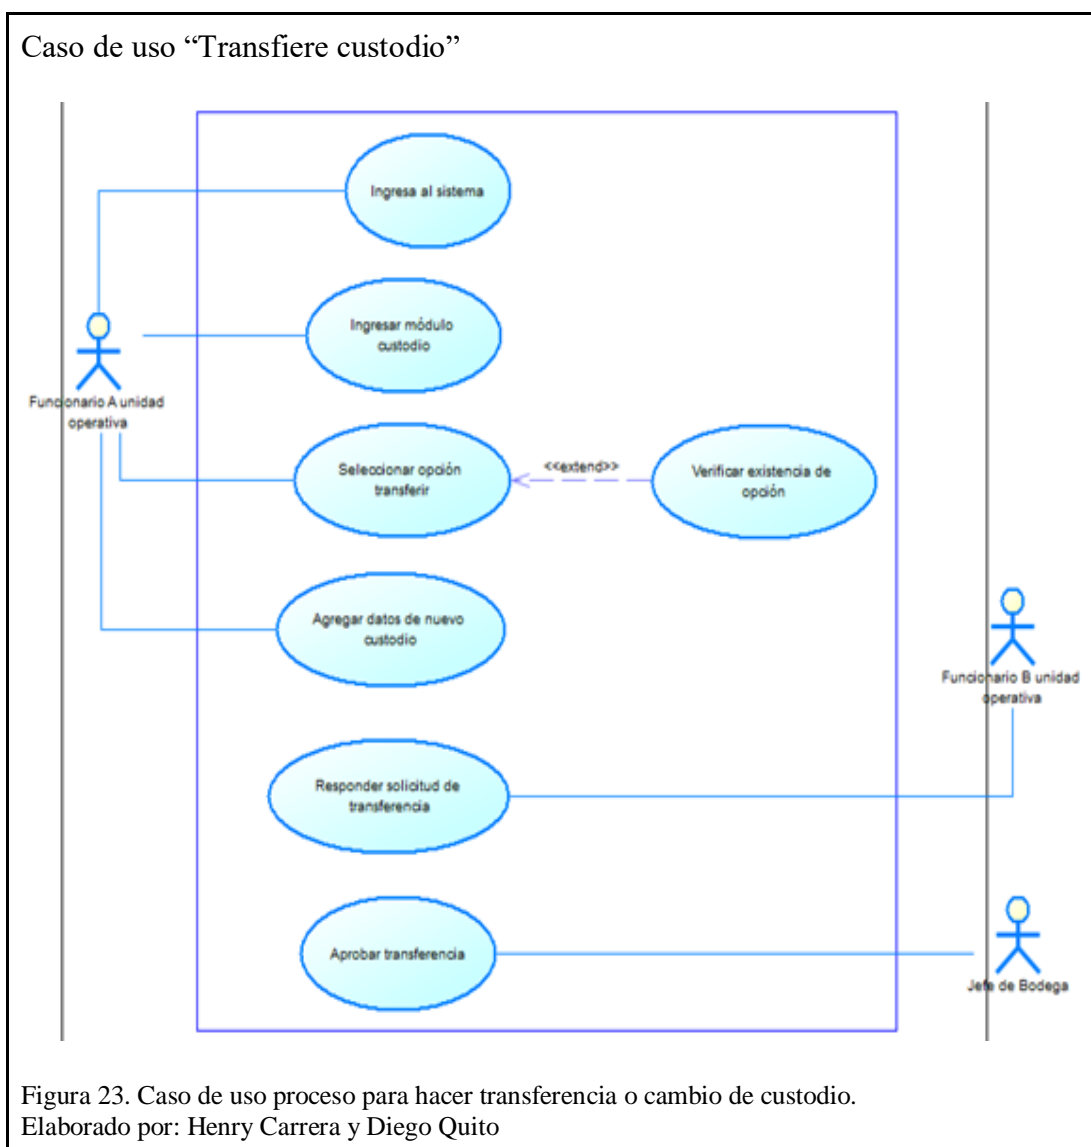 Caso de uso “Transfiere custodio”
Ingresa al sistema
Ingresar módulo
custodio
Funcionario A unidad
operativa
Seleccionar opción
transferir
<<extend>>
Verificar existencia de
opción
Agregar datos de nuevo
custodio
Funcionario B unidad
operativa
Responder solicitud de
transferencia
Aprobar transferencia
Jefe de Bodega
Figura 23. Caso de uso proceso para hacer transferencia o cambio de custodio.
Elaborado por: Henry Carrera y Diego Quito